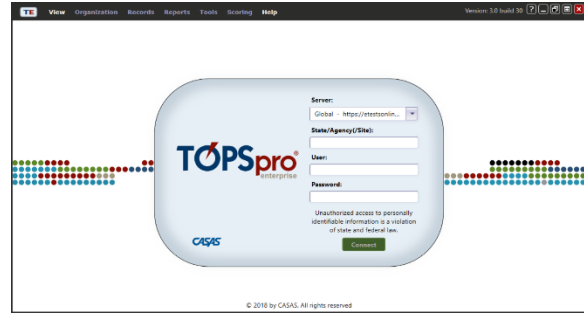 TE View Organization Records Reports Tools Scoring Help Version: 3.0 build 30 ?
Server:
Global - https://etestsonlin...
State/Agency(/Site):
TOPSpro®
enterprise
User:
Password:
Unauthorized access to personally
identifiable information is a violation
of state and federal law.
CASAS
Connect
© 2018 by CASAS. All rights reserved